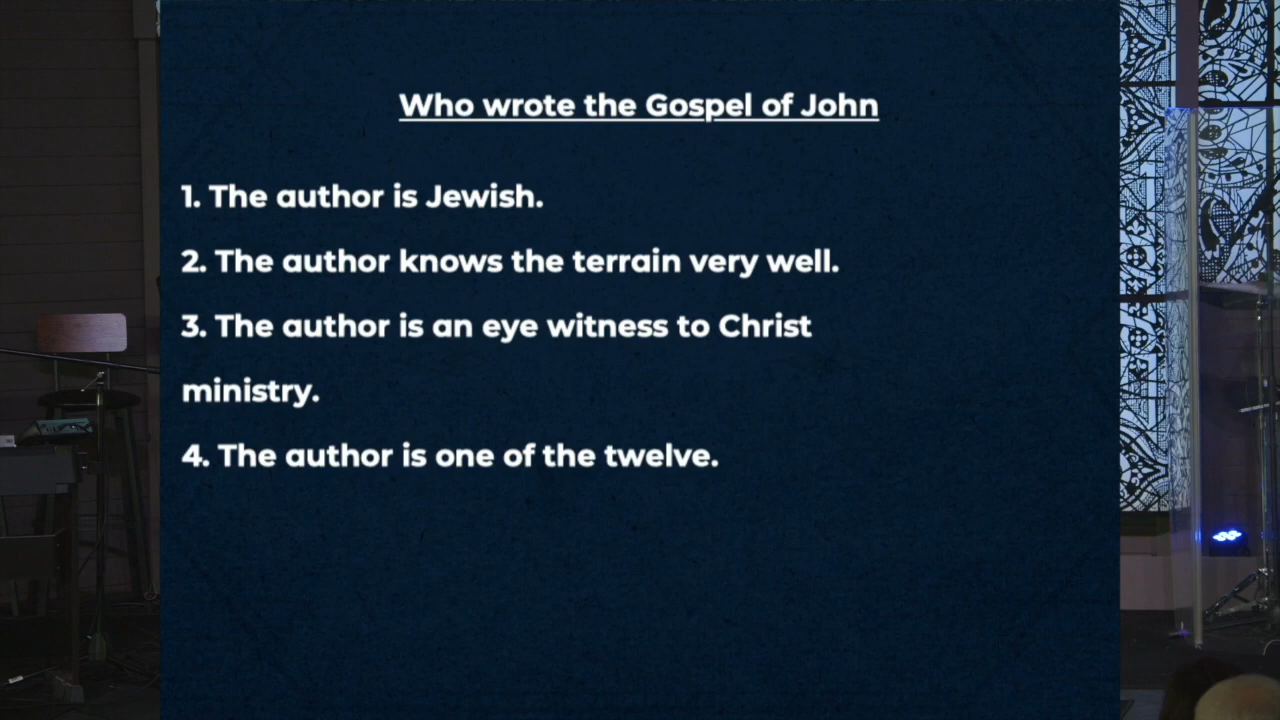 Who wrote the Gospel of John
1. The author is Jewish.
2. The author knows the terrain very well.
3. The author is an eye witness to Christ
ministry.
4. The author is one of the twelve.